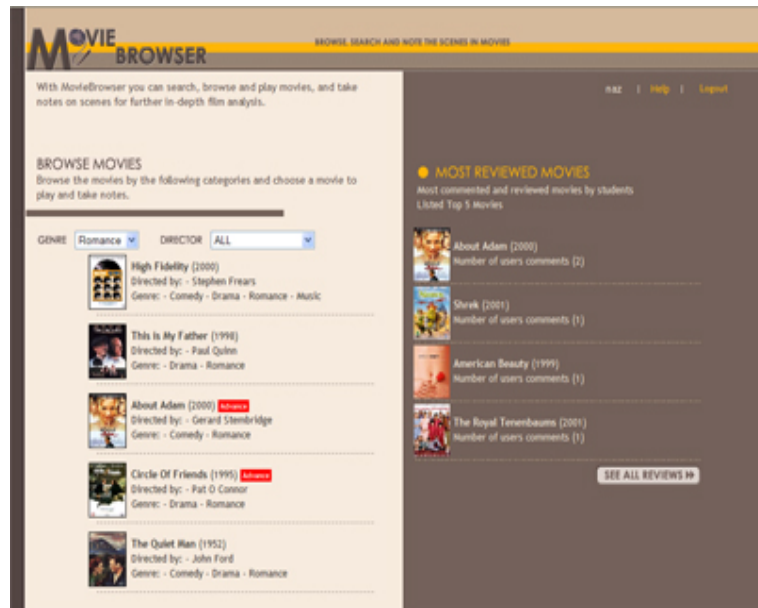 MOVIE BROWSER
BROWSE, SEARCH AND NOTE THE SCENES IN MOVIES
With MovieBrowser you can search, browse and play movies, and take
notes on scenes for further in-depth film analysis.
naz | Help | Logout
BROWSE MOVIES
Browse the movies by the following categories and choose a movie to
play and take notes.
GENRE Romance DIRECTOR ALL
High Fidelity (2000)
Directed by: - Stephen Frears
Genre: - Comedy - Drama - Romance - Music
This is My Father (1998)
Directed by: - Paul Quinn
Genre: - Drama - Romance
About Adam (2000) Advance
Directed by: - Gerard Stembridge
Genre: - Comedy - Romance
Circle Of Friends (1995) Advance
Directed by: - Pat O Connor
Genre: - Drama - Romance
The Quiet Man (1952)
Directed by: - John Ford
Genre: - Comedy - Drama - Romance
MOST REVIEWED MOVIES
Most commented and reviewed movies by students
Listed Top 5 Movies
About Adam (2000)
Number of users comments (2)
Shrek (2001)
Number of users comments (1)
American Beauty (1999)
Number of users comments (1)
The Royal Tenenbaums (2001)
Number of users comments (1)
SEE ALL REVIEWS